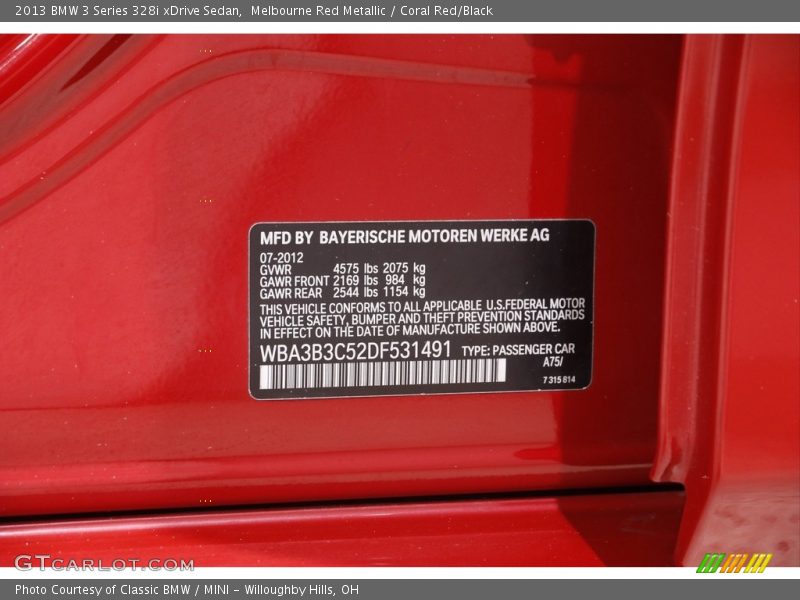 2013 BMW 3 Series 328i xDrive Sedan,  Melbourne Red Metallic / Coral Red/Black
MFD BY BAYERISCHE MOTOREN WERKE AG
07-2012
GVWR 4575 lbs 2075 kg
GAWR FRONT 2169 lbs 984 kg
GAWR REAR 2544 lbs 1154 kg
THIS VEHICLE CONFORMS TO ALL APPLICABLE U.S.FEDERAL MOTOR
VEHICLE SAFETY, BUMPER AND THEFT PREVENTION STANDARDS
IN EFFECT ON THE DATE OF MANUFACTURE SHOWN ABOVE.
WBA3B3C52DF531491 TYPE: PASSENGER CAR
A75/
7 315 814
GTCARLOT.COM
Photo Courtesy of Classic BMW / MINI - Willoughby Hills, OH